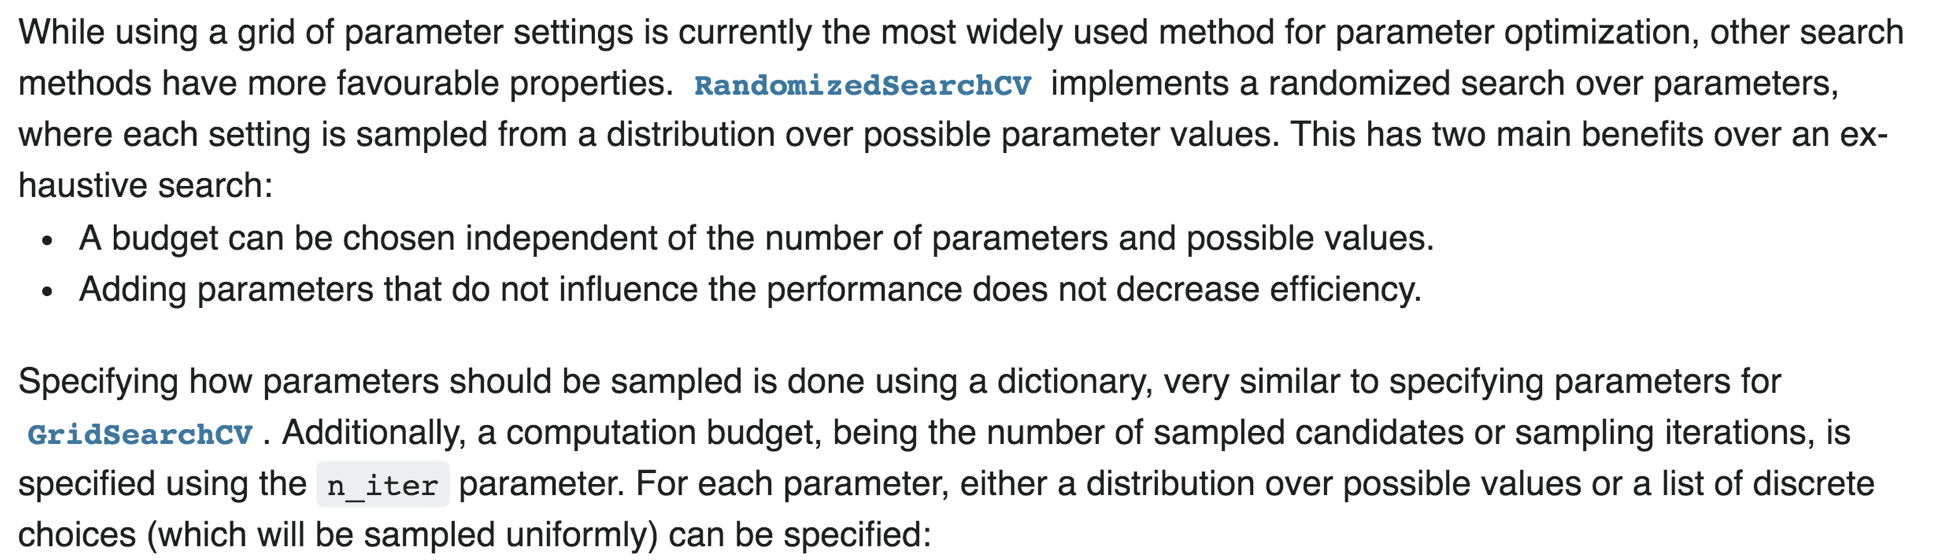 While using a grid of parameter settings is currently the most widely used method for parameter optimization, other search
methods have more favourable properties. RandomizedSearchCV implements a randomized search over parameters,
where each setting is sampled from a distribution over possible parameter values. This has two main benefits over an ex-
haustive search:
• A budget can be chosen independent of the number of parameters and possible values.
• Adding parameters that do not influence the performance does not decrease efficiency.
Specifying how parameters should be sampled is done using a dictionary, very similar to specifying parameters for
GridSearchCV . Additionally, a computation budget, being the number of sampled candidates or sampling iterations, is
specified using the n_iter parameter. For each parameter, either a distribution over possible values or a list of discrete
choices (which will be sampled uniformly) can be specified: